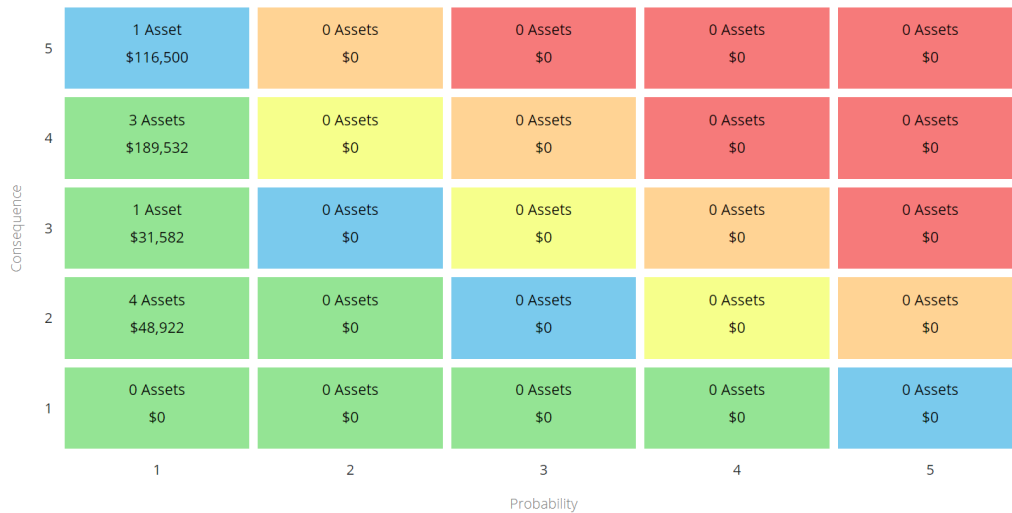 5
1 Asset
$116,500
0 Assets
$0
0 Assets
$0
0 Assets
$0
0 Assets
$0
4
3 Assets
$189,532
0 Assets
$0
0 Assets
$0
0 Assets
$0
0 Assets
$0
Consequence
3
1 Asset
$31,582
0 Assets
$0
0 Assets
$0
0 Assets
$0
0 Assets
$0
2
4 Assets
$48,922
0 Assets
$0
0 Assets
$0
0 Assets
$0
0 Assets
$0
1
0 Assets
$0
0 Assets
$0
0 Assets
$0
0 Assets
$0
0 Assets
$0
1
2
3
4
5
Probability